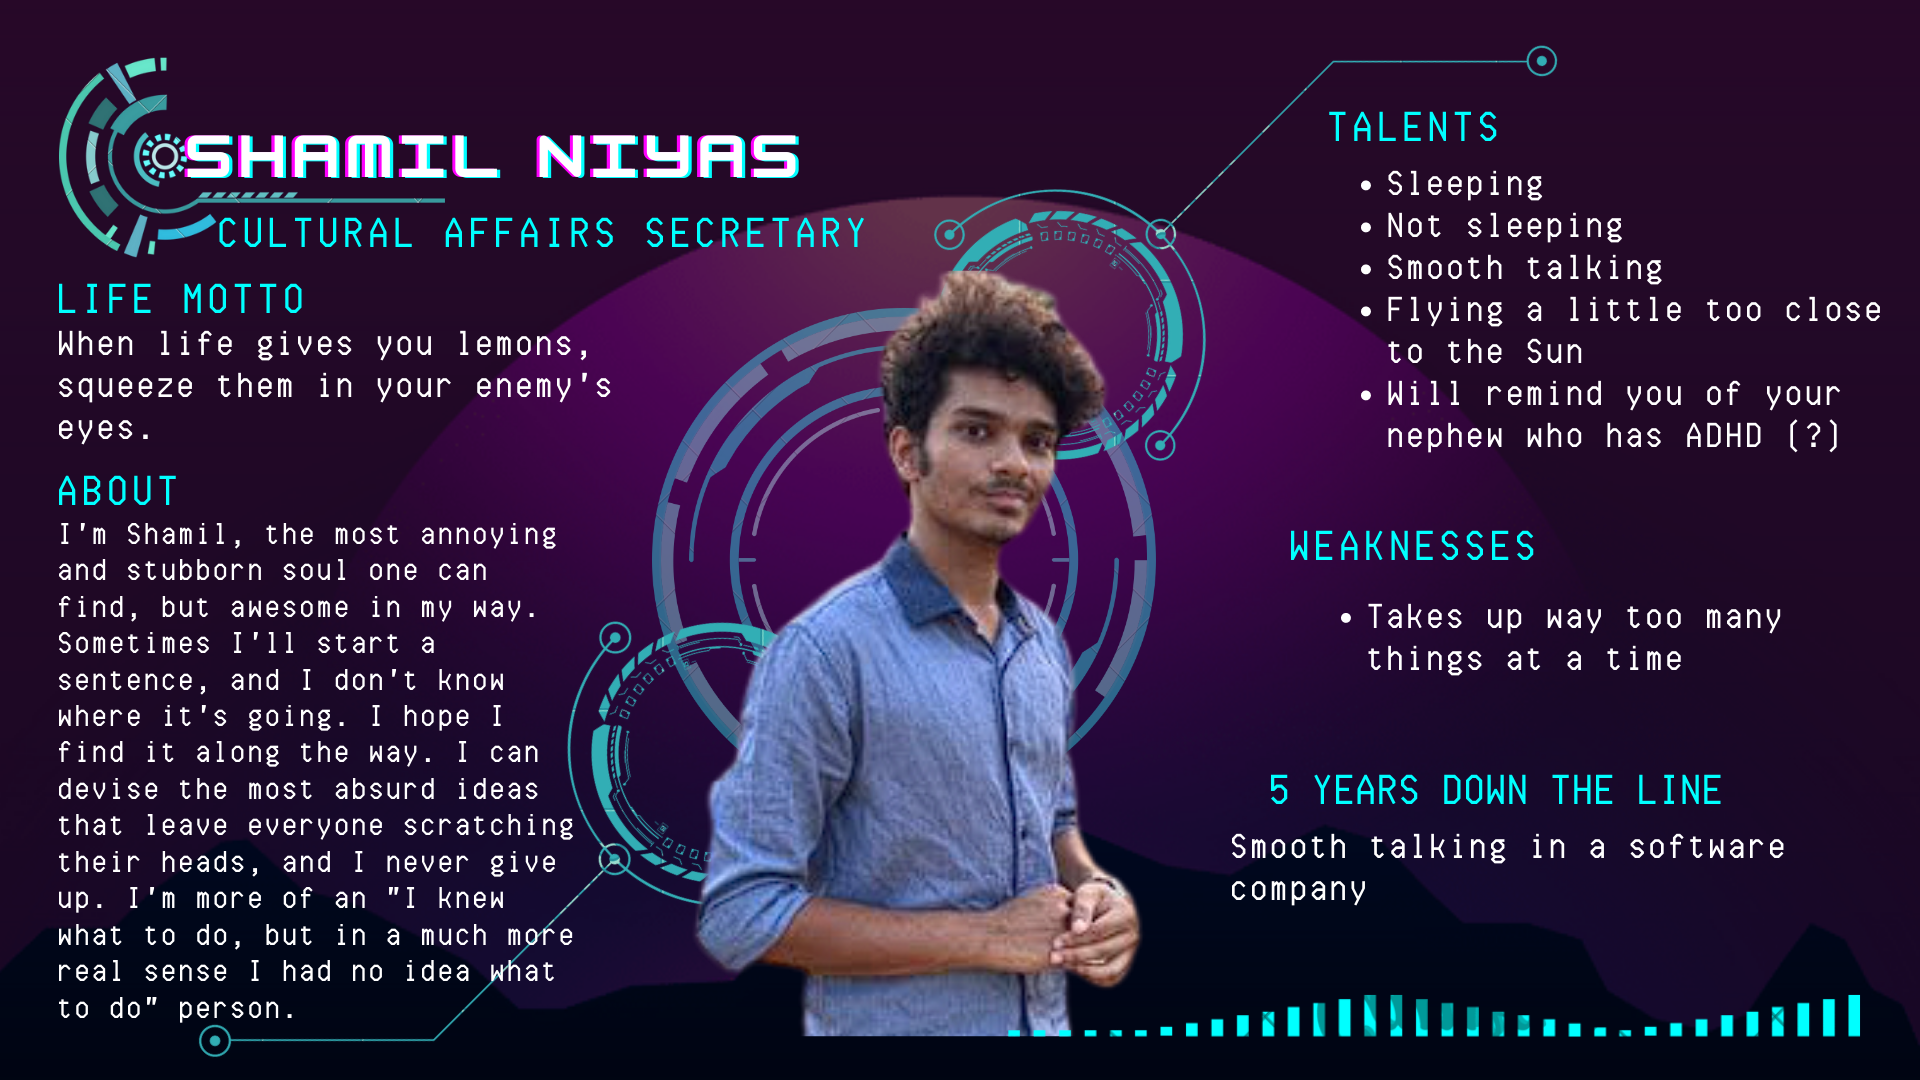 SHAMIL NIYAS
CULTURAL AFFAIRS SECRETARY
LIFE MOTTO
When life gives you lemons,
squeeze them in your enemy's
eyes.
ABOUT
I'm Shamil, the most annoying
and stubborn soul one can
find, but awesome in my way.
Sometimes I'll start a
sentence, and I don't know
where it's going. I hope I
find it along the way. I can
devise the most absurd ideas
that leave everyone scratching
their heads, and I never give
up. I'm more of an "I knew
what to do, but in a much more
real sense I had no idea what
to do" person.
TALENTS
• Sleeping
• Not sleeping
• Smooth talking
• Flying a little too close
to the Sun
• Will remind you of your
nephew who has ADHD (?)
WEAKNESSES
• Takes up way too many
things at a time
5 YEARS DOWN THE LINE
Smooth talking in a software
company